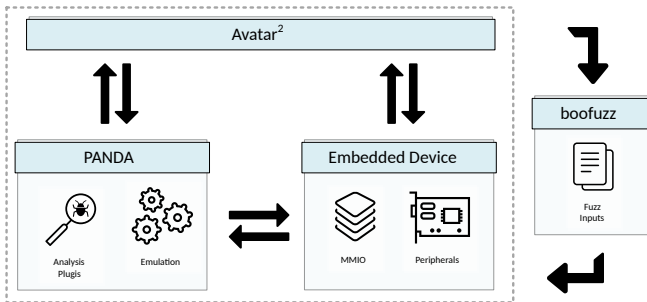 Avatar²
boofuzz
PANDA
Embedded Device
Fuzz
Inputs
Analysis
Plugis
Emulation
MMIO
Peripherals